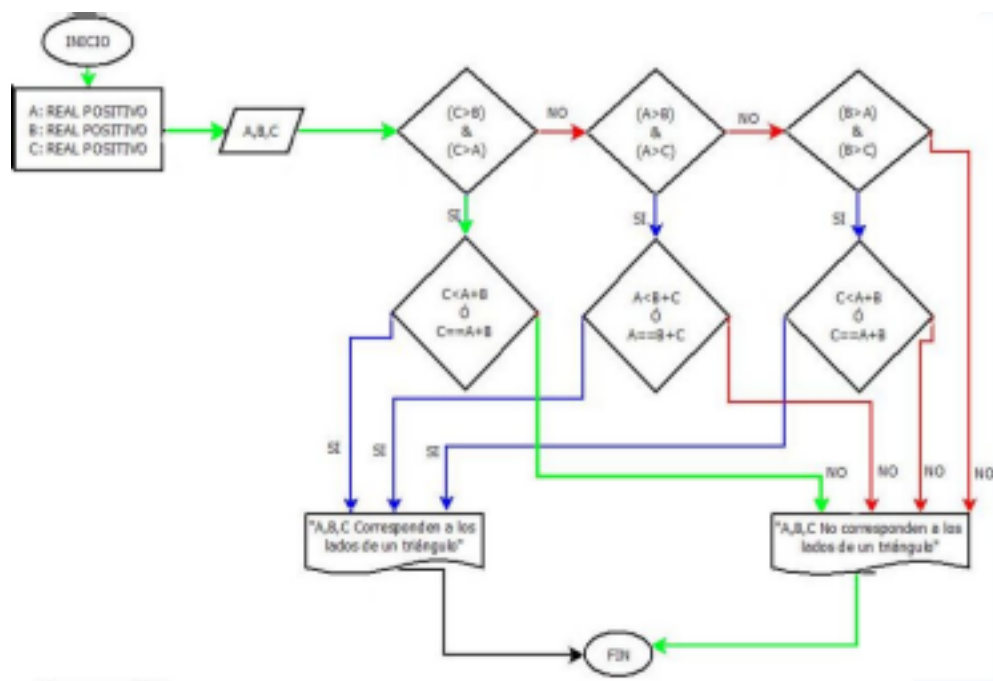 INICIO
A: REAL POSITIVO
B: REAL POSITIVO
C: REAL POSITIVO
A,B,C
(C>B)
&
(C>A)
NO
(A>B)
&
(A>C)
NO
(B>A)
&
(B>C)
SI
SI
SI
C<A+B
Ó
C==A+B
A<B+C
Ó
A==B+C
C<A+B
Ó
C==A+B
SI
SI
SI
NO
NO
NO
NO
"A,B,C Corresponden a los
lados de un triángulo"
"A,B,C No corresponden a los
lados de un triángulo"
FIN